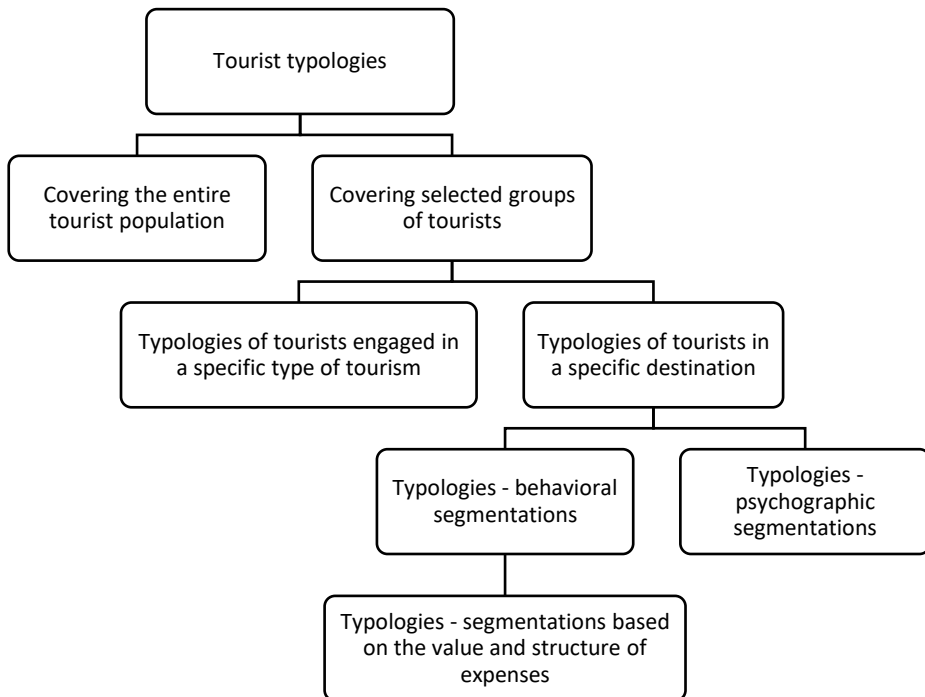 Tourist typologies
Covering the entire
tourist population
Covering selected groups
of tourists
Typologies of tourists engaged in
a specific type of tourism
Typologies of tourists in
a specific destination
Typologies - behavioral
segmentations
Typologies -
psychographic
segmentations
Typologies - segmentations based
on the value and structure of
expenses